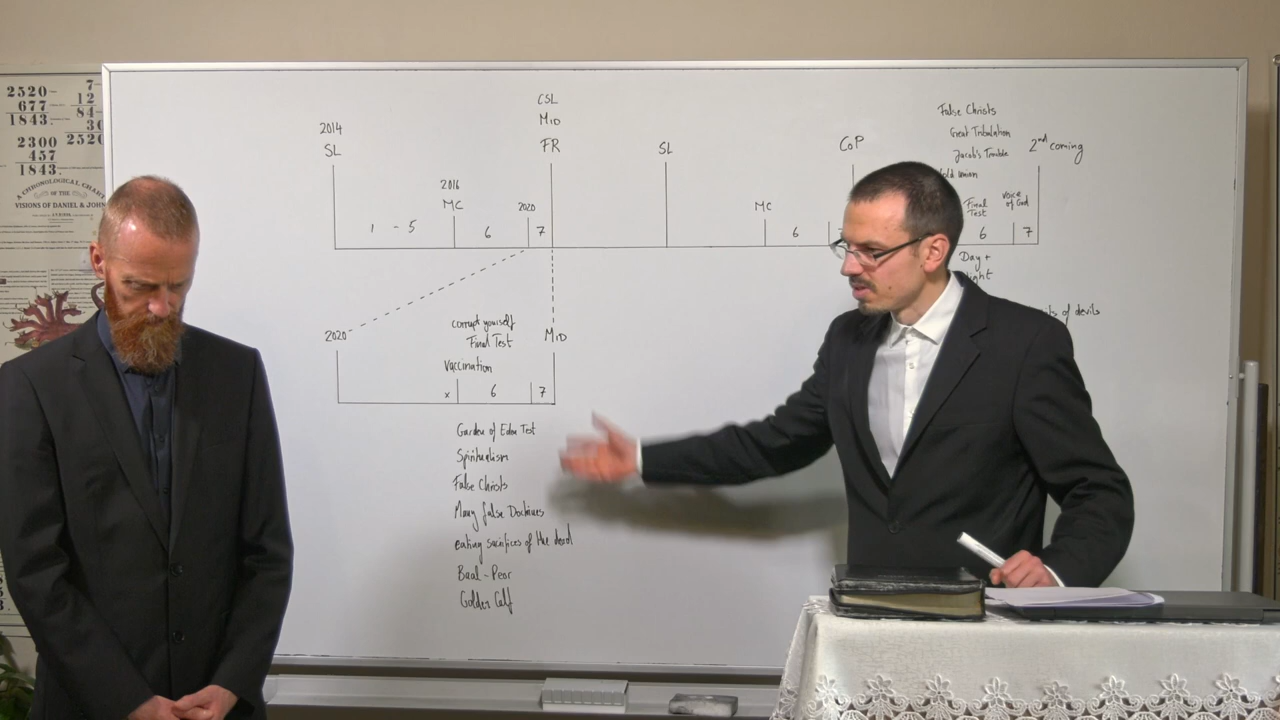 2520
677
1843
2300
457
1843
7
12
84
30
2520
A CHRONOLOGICAL CHART
OF THE
VISIONS OF DANIEL & JOHN
2014
SL
CSL
MiD
FR
SL
CoP
False Christs
Great Tribulation
Jacob's Trouble
Union
2nd coming
1 - 5
2016
MC
6
2020
7
MC
6
Final
Test
6
voice
of God
7
Day +
2020
corrupt yourself
Final Test
Vaccination
x
6
7
MiD
of devils
Garden of Eden Test
Spiritualism
False Christs
Many false Doctrines
eating sacrifices of the dead
Baal - Peor
Golden Calf